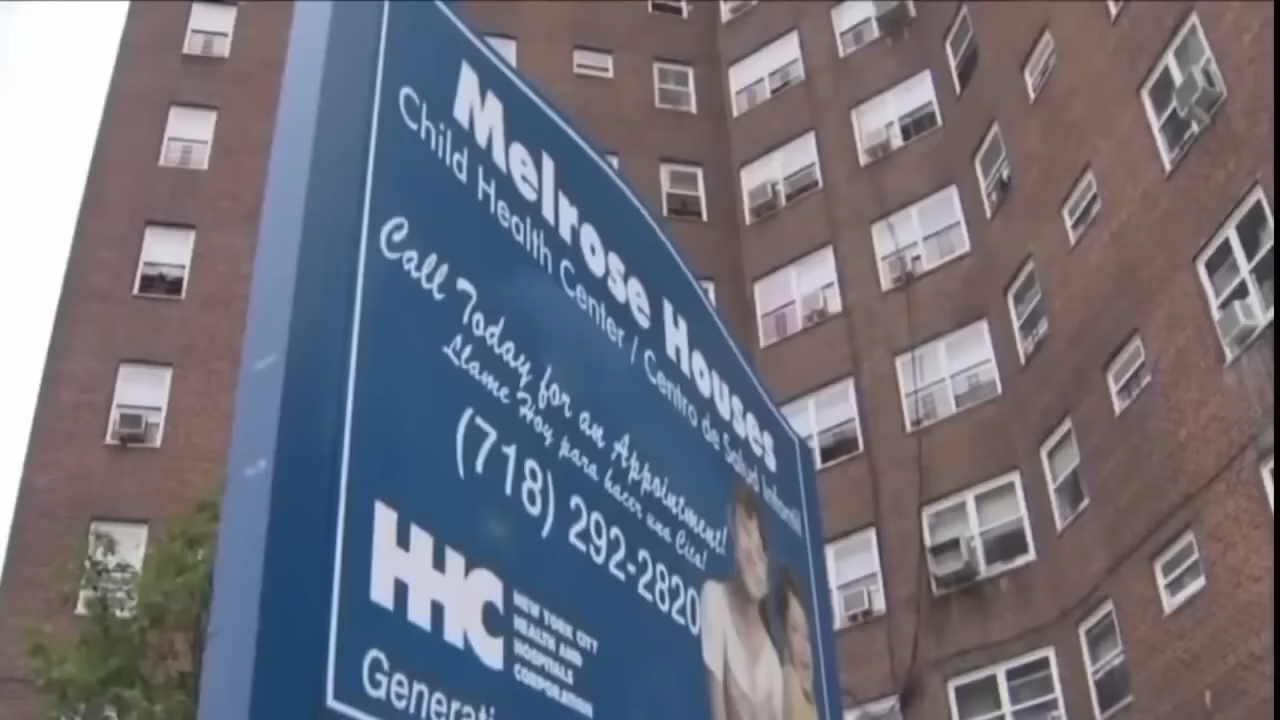 Melrose Houses
Child Health Center / Centro de Salud Infantil
Call Today for an Appointment!
Llame Hoy para hacer una Cita!
(718) 292-2820
HHC
NEW YORK CITY
HEALTH AND
HOSPITALS
CORPORATION
Generati